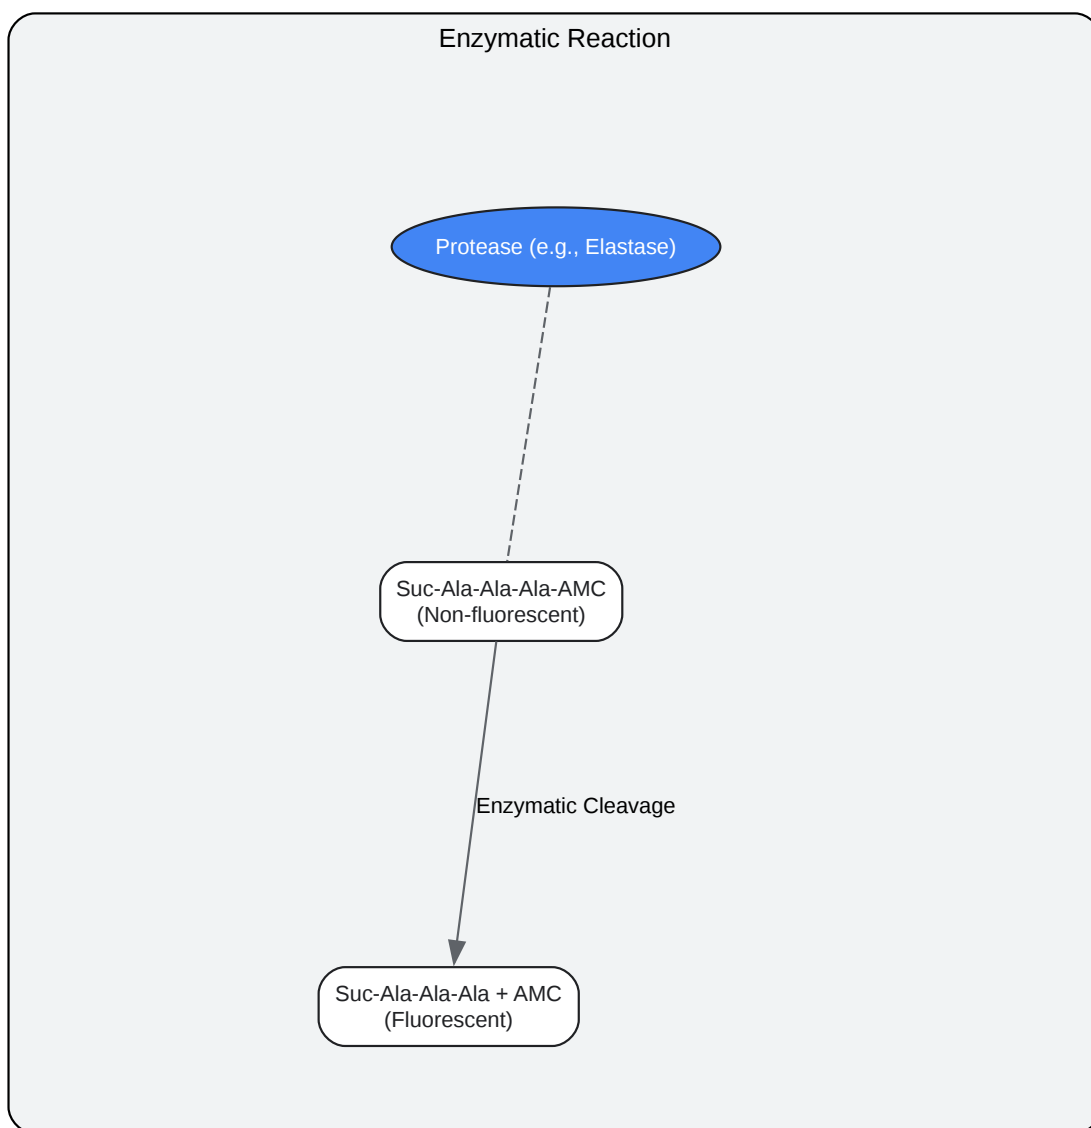 Enzymatic Reaction
Protease (e.g., Elastase)
Suc-Ala-Ala-Ala-AMC
(Non-fluorescent)
Enzymatic Cleavage
Suc-Ala-Ala-Ala + AMC
(Fluorescent)